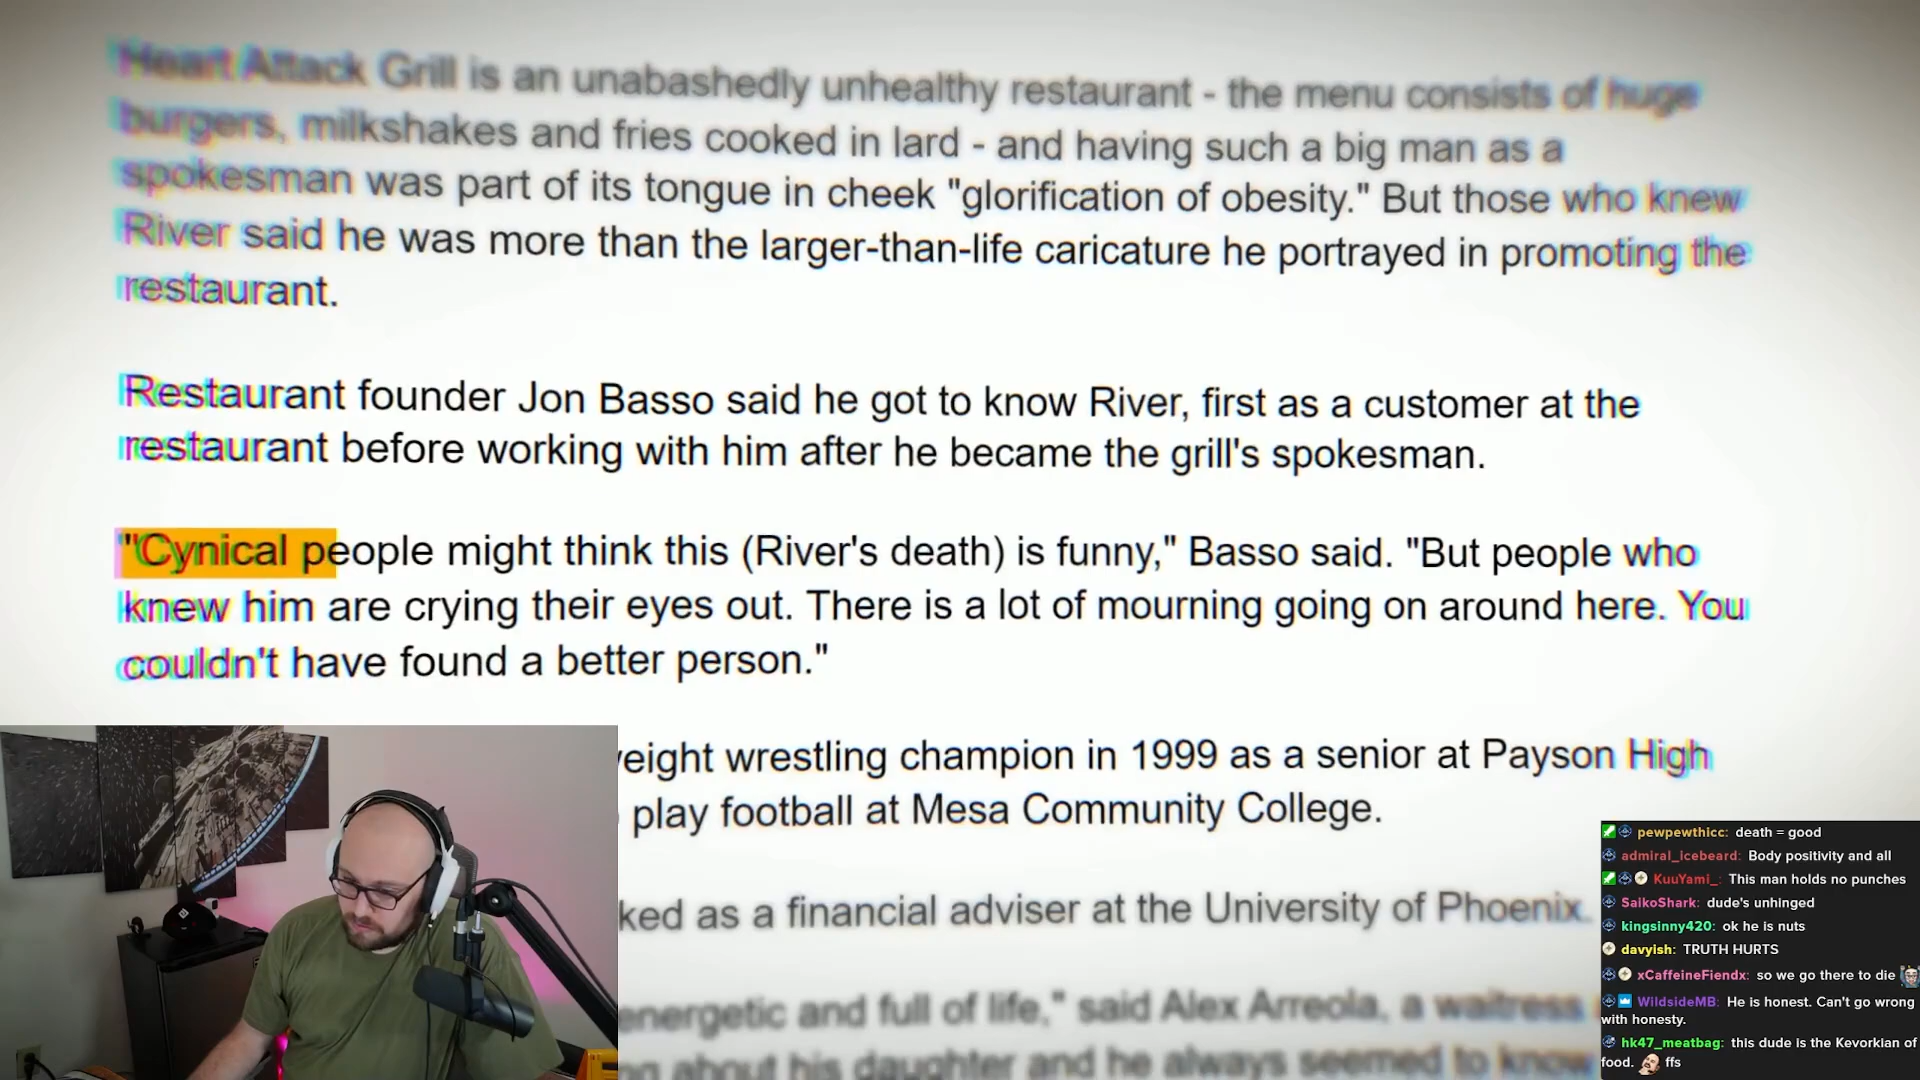 Heart Attack Grill is an unabashedly unhealthy restaurant - the menu consists of huge
burgers, milkshakes and fries cooked in lard - and having such a big man as a
spokesman was part of its tongue in cheek "glorification of obesity." But those who knew
River said he was more than the larger-than-life caricature he portrayed in promoting the
restaurant.
Restaurant founder Jon Basso said he got to know River, first as a customer at the
restaurant before working with him after he became the grill's spokesman.
"Cynical people might think this (River's death) is funny," Basso said. "But people who
knew him are crying their eyes out. There is a lot of mourning going on around here. You
couldn't have found a better person."
eight wrestling champion in 1999 as a senior at Payson High
play football at Mesa Community College.
ked as a financial adviser at the University of Phoenix.
energetic and full of life," said Alex Arreola, a waitress
about his daughter and he always seemed to know
pewpewthicc: death = good
admiral_icebeard: Body positivity and all
KuuYami_: This man holds no punches
SaikoShark: dude's unhinged
kingsinny420: ok he is nuts
davyish: TRUTH HURTS
xCaffeineFiendx: so we go there to die
WildsideMB: He is honest. Can't go wrong
with honesty.
hk47_meatbag: this dude is the Kevorkian of
food. ffs